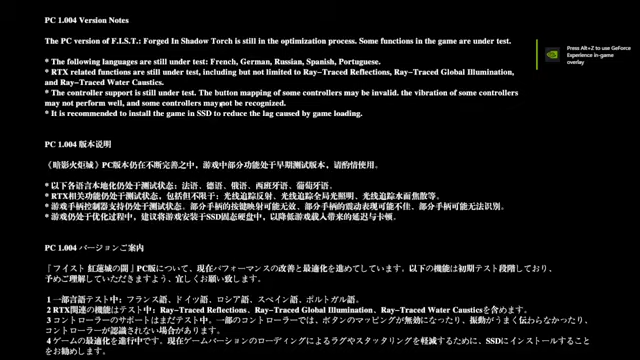 PC 1.004 Version Notes
Press Alt+Z to use GeForce
Experience in-game
overlay
The PC version of F.I.S.T.: Forged In Shadow Torch is still in the optimization process. Some functions in the game are under test.
* The following languages are still under test: French, German, Russian, Spanish, Portuguese.
* RTX related functions are still under test, including but not limited to Ray-Traced Reflections, Ray-Traced Global Illumination,
and Ray-Traced Water Caustics.
* The controller support is still under test. The button mapping of some controllers may be invalid. the vibration of some controllers
may not perform well, and some controllers may not be recognized.
* It is recommended to install the game in SSD to reduce the lag caused by game loading.
PC 1.004 版本说明
《暗影火炬城》PC版本仍在不断完善之中，游戏中部分功能处于早期测试版本，请酌情使用。
* 以下各语言本地化仍处于测试状态：法语、德语、俄语、西班牙语、葡萄牙语。
* RTX相关功能仍处于测试状态，包括但不限于：光线追踪反射、光线追踪全局光照明、光线追踪水面焦散等。
* 游戏手柄控制器支持仍处于测试状态。部分手柄的按键映射可能无效、部分手柄的震动表现可能不佳、部分手柄可能无法识别。
* 游戏仍处于优化过程中，建议将游戏安装于SSD固态硬盘中，以降低游戏载入带来的延迟与卡顿。
PC 1.004 バージョンご案内
『フイスト 紅蓮城の闇』PC版について、現在パフォーマンスの改善と最適化を進めてしています。以下の機能は初期テスト段階しており、
予めご理解していただきますよう、宜しくお願い致します。
1 一部言語テスト中：フランス語、ドイツ語、ロシア語、スペイン語、ポルトガル語。
2 RTX関連の機能はテスト中：Ray-Traced Reflections、Ray-Traced Global Illumination、Ray-Traced Water Causticsを含めます。
3 コントローラーのサポートはまだテスト中。一部のコントローラーでは、ボタンのマッピングが無効になったり、振動がうまく伝わらなかったり、
コントローラーが認識されない場合があります。
4 ゲームの最適化を進行中です。現在ゲームバージョンのローディングによるラグやスタッタリングを軽減するために、SSDにインストールすること
をお勧めします。